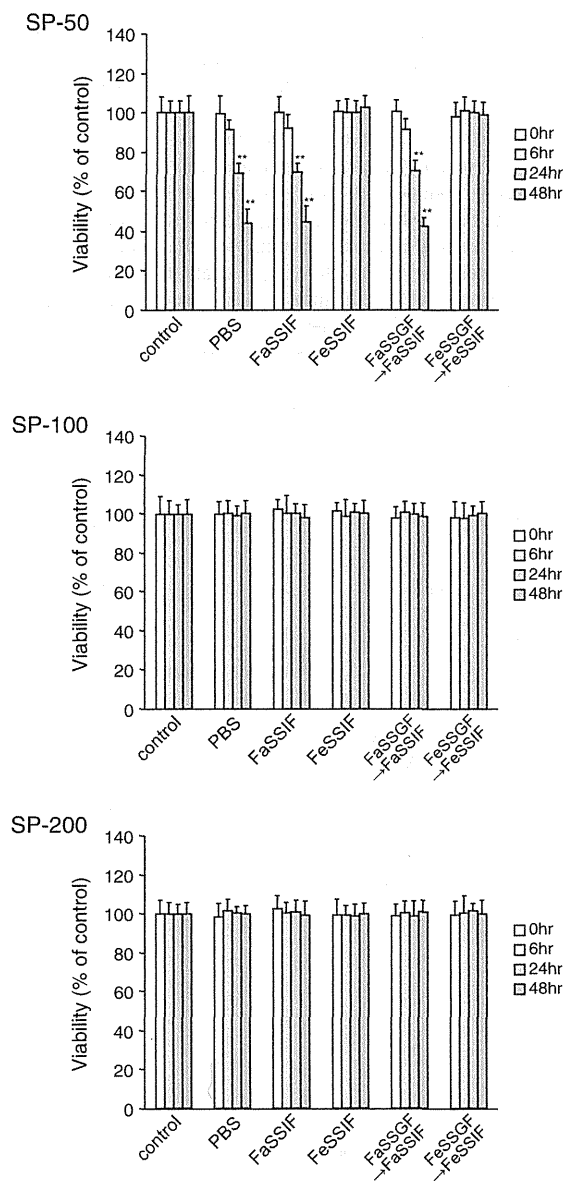 SP-50
Viability (% of control)
140
120
100
80
60
40
20
0
** ** ** ** ** **
0hr
6hr
24hr
48hr
control
PBS
FaSSIF
FeSSIF
FaSSGF
→FaSSIF
FeSSGF
→FeSSIF
SP-100
Viability (% of control)
140
120
100
80
60
40
20
0
0hr
6hr
24hr
48hr
control
PBS
FaSSIF
FeSSIF
FaSSGF
→FaSSIF
FeSSGF
→FeSSIF
SP-200
Viability (% of control)
140
120
100
80
60
40
20
0
0hr
6hr
24hr
48hr
control
PBS
FaSSIF
FeSSIF
FaSSGF
→FaSSIF
FeSSGF
→FeSSIF